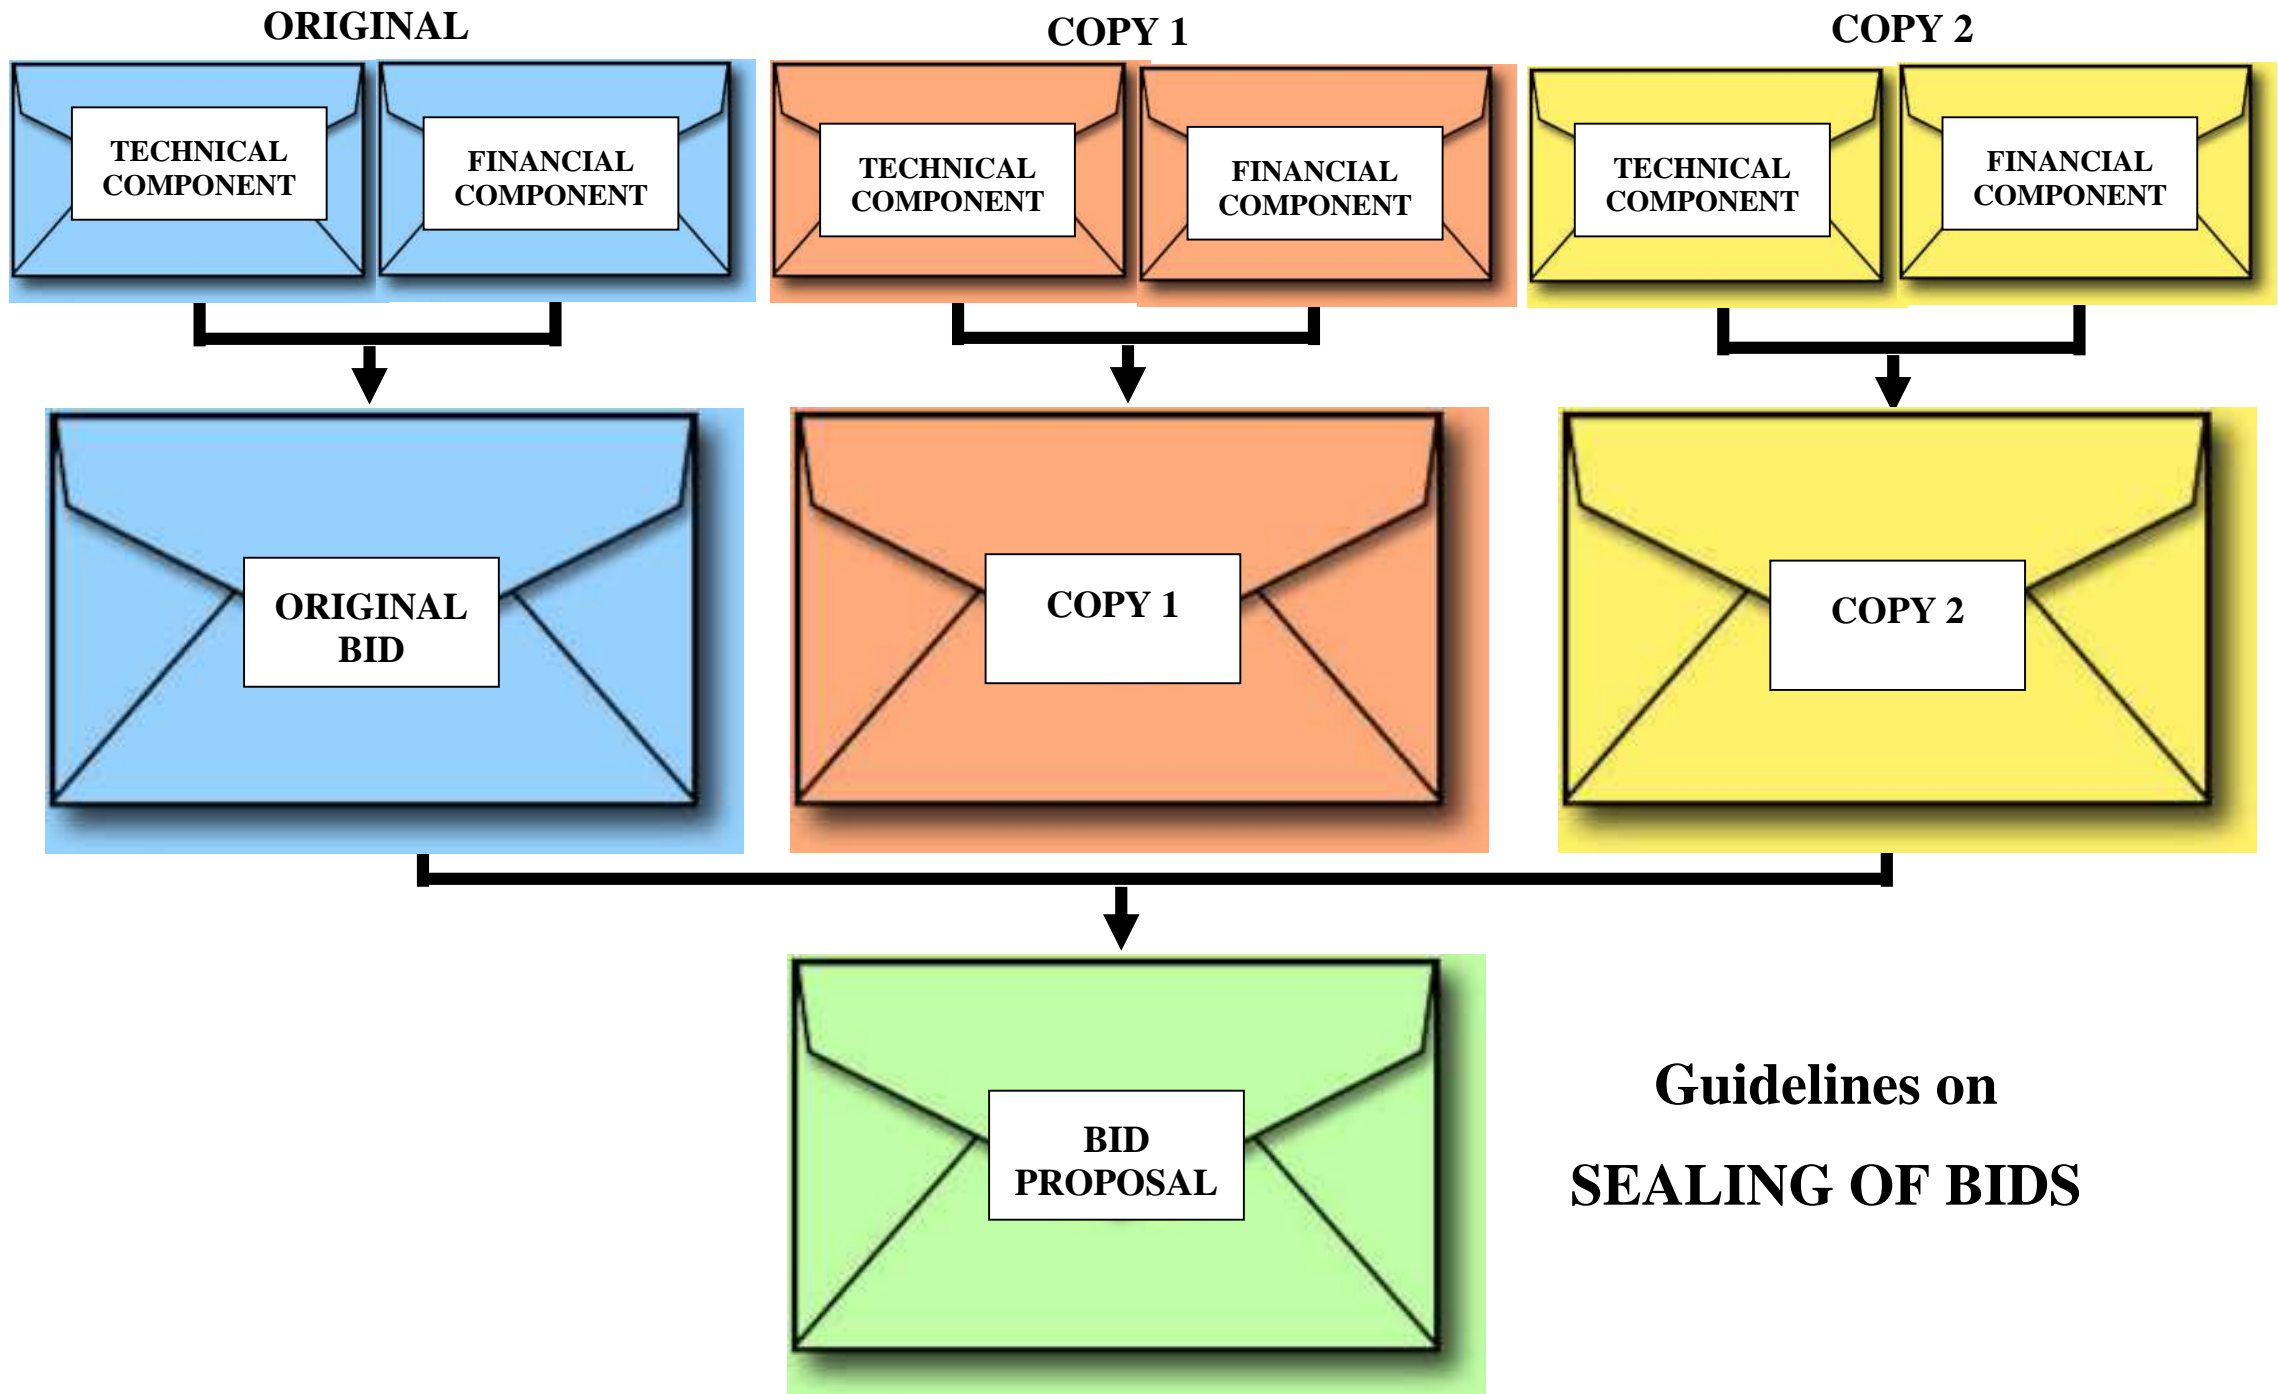 ORIGINAL
COPY 1
COPY 2
TECHNICAL
COMPONENT
FINANCIAL
COMPONENT
TECHNICAL
COMPONENT
FINANCIAL
COMPONENT
TECHNICAL
COMPONENT
FINANCIAL
COMPONENT
ORIGINAL
BID
COPY 1
COPY 2
BID
PROPOSAL
Guidelines on
SEALING OF BIDS